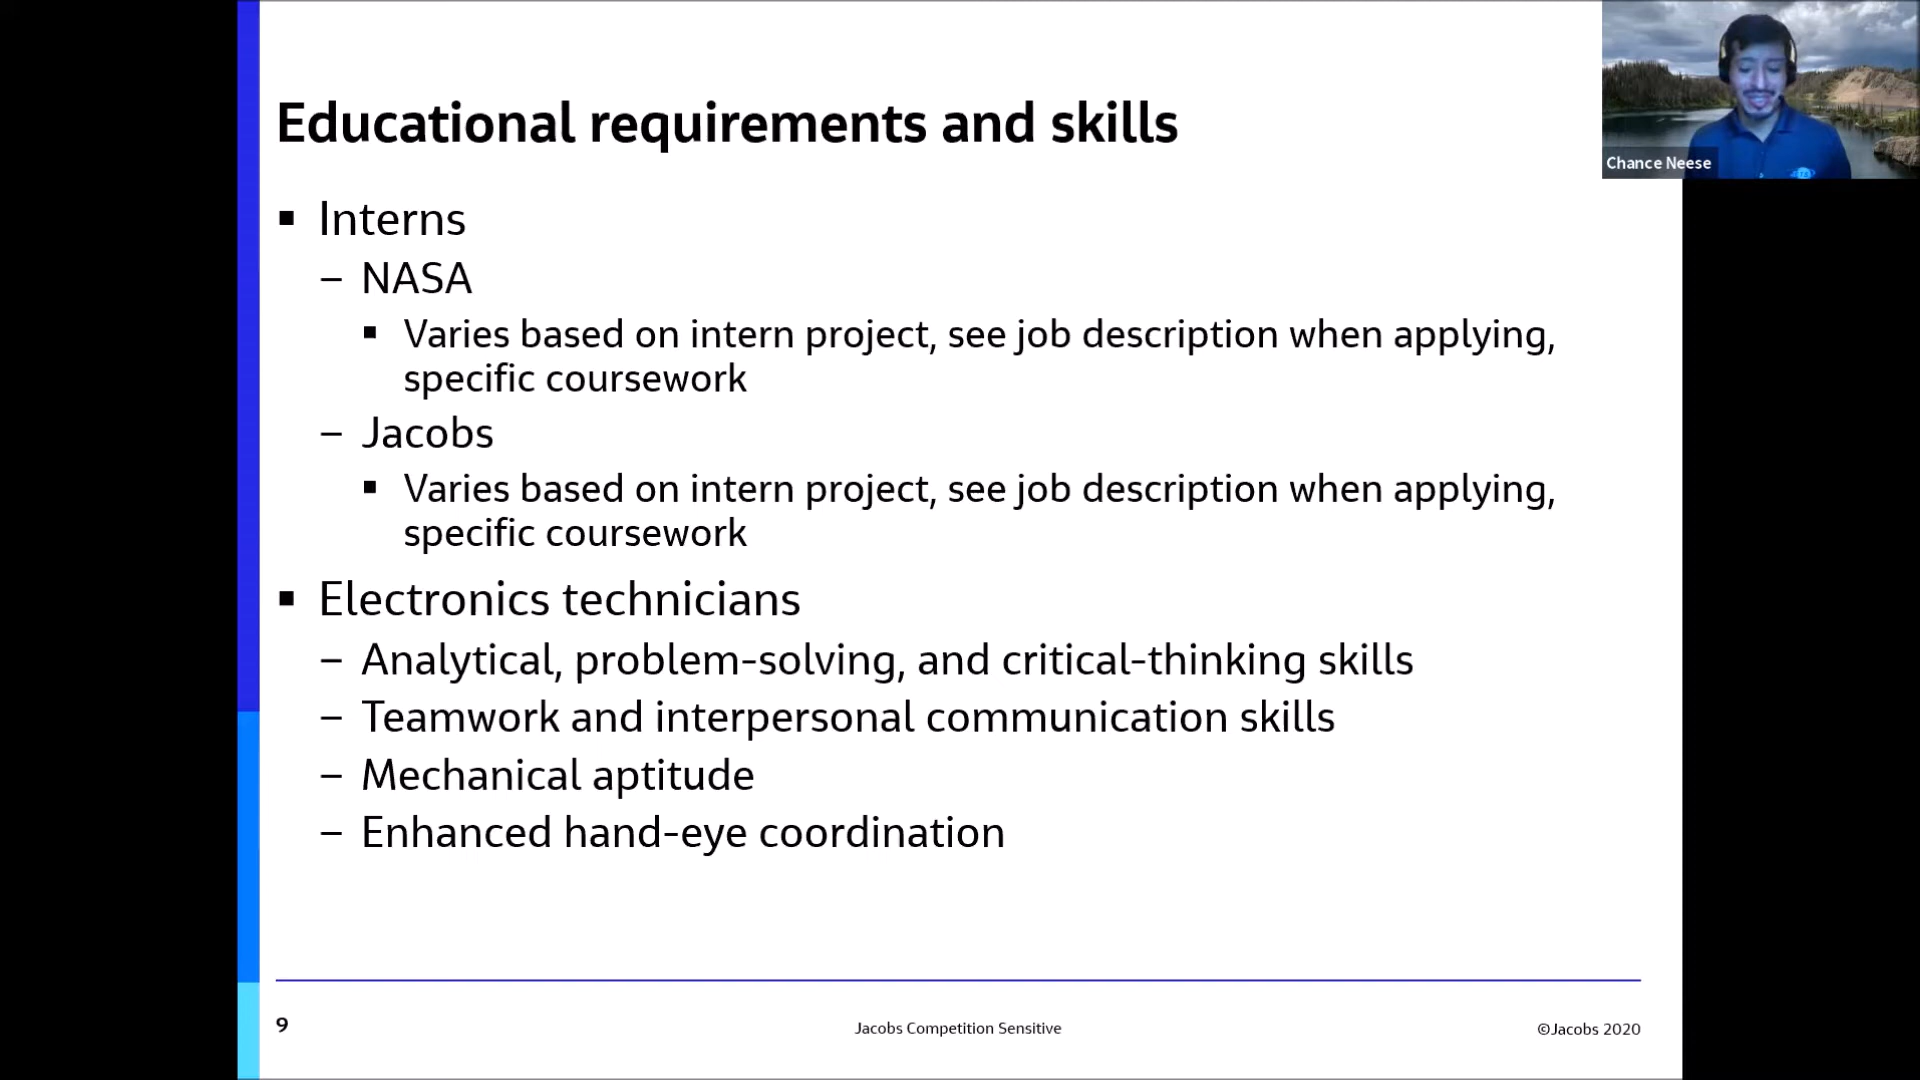 Educational requirements and skills
Chance Neese
▪ Interns
– NASA
▪ Varies based on intern project, see job description when applying,
specific coursework
– Jacobs
▪ Varies based on intern project, see job description when applying,
specific coursework
▪ Electronics technicians
– Analytical, problem-solving, and critical-thinking skills
– Teamwork and interpersonal communication skills
– Mechanical aptitude
– Enhanced hand-eye coordination
9
Jacobs Competition Sensitive
©Jacobs 2020